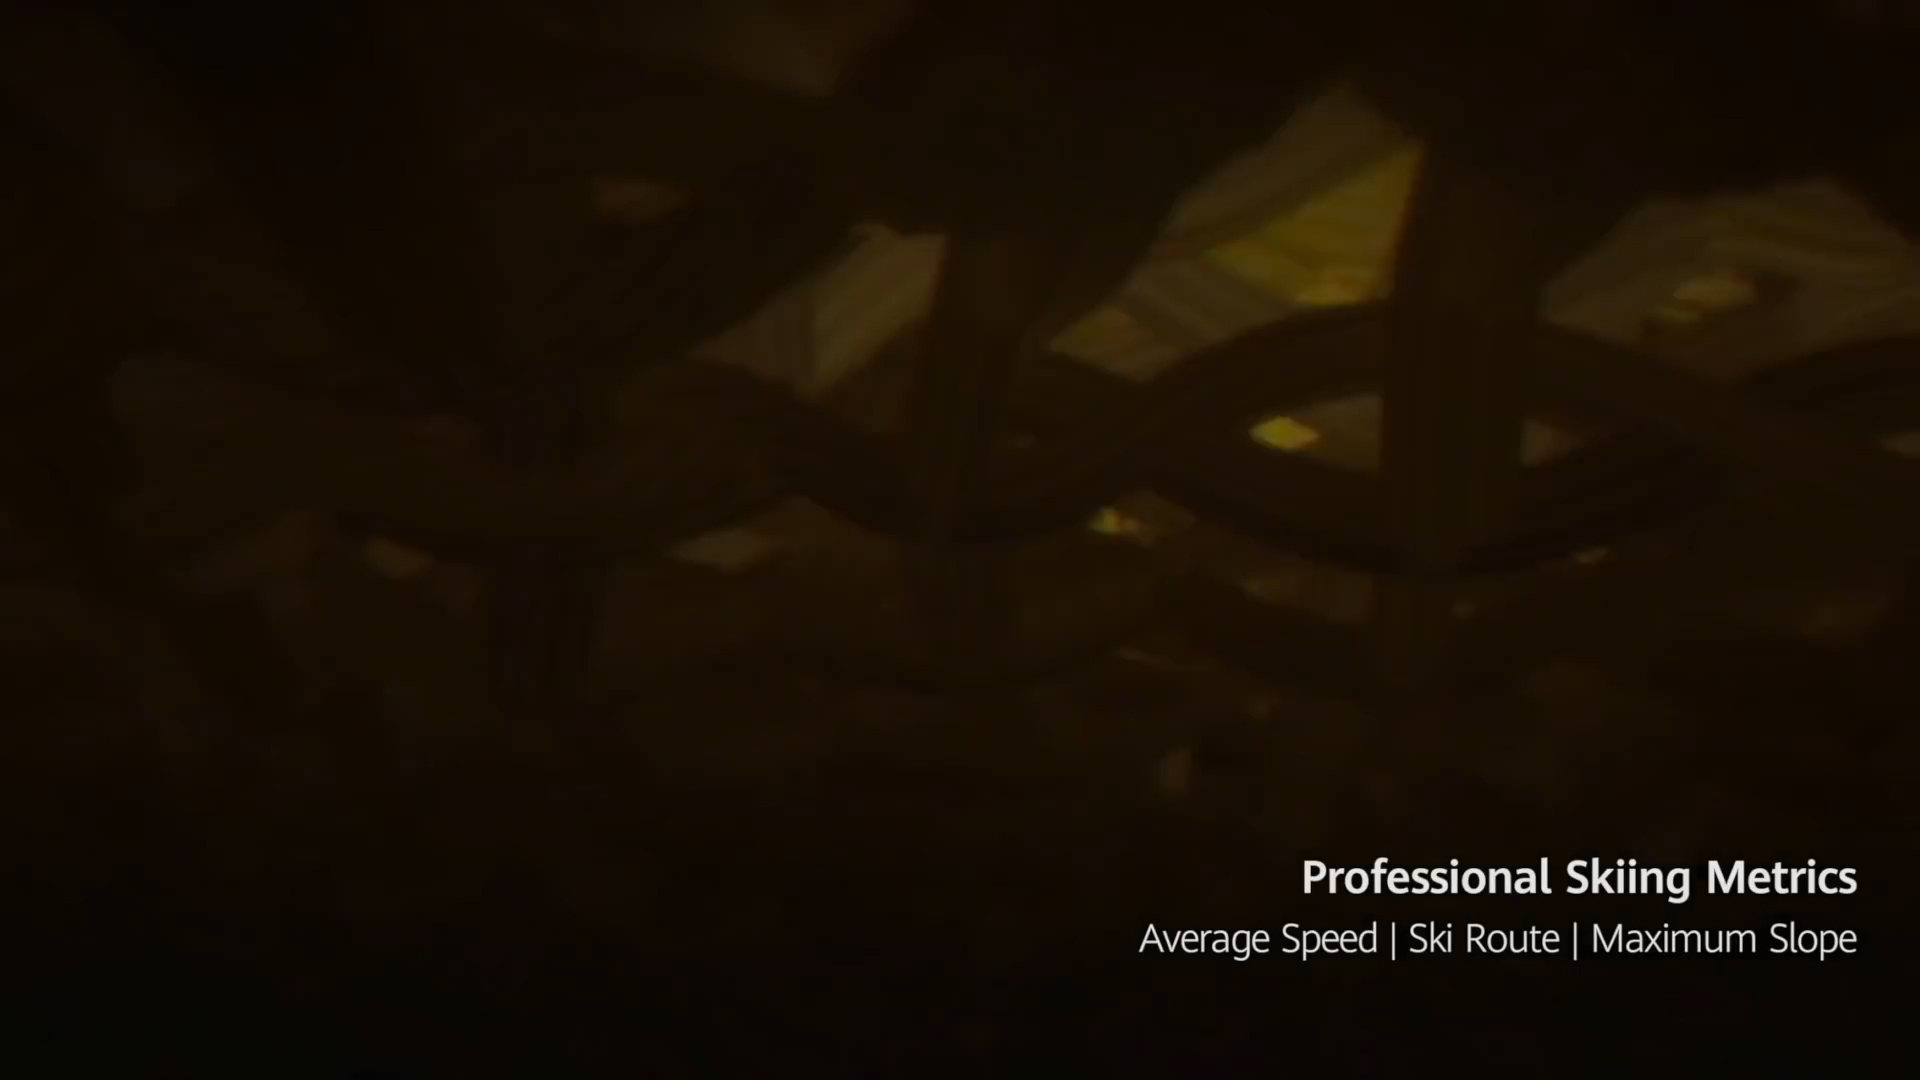 Professional Skiing Metrics
Average Speed | Ski Route | Maximum Slope